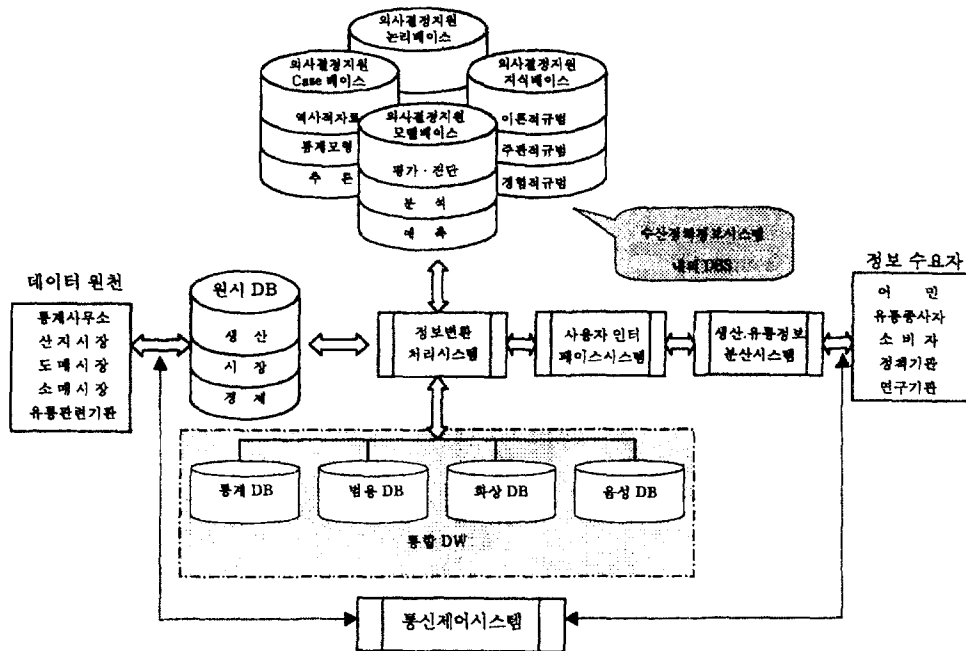 의사결정지원
논리베이스
의사결정지원
Case 베이스
역사적자료
통계모형
추 론
의사결정지원
지식베이스
이론적규범
주관적규범
경험적규범
의사결정지원
모델베이스
평가 · 진단
분 석
예 측
수산정책정보시스템
내의 DBS
데이터 원천
통계사무소
산지시장
도매시장
소매시장
유통관련기관
원시 DB
생 산
시 장
경 제
정보변환
처리시스템
사용자 인터
페이스시스템
생산.유통정보
분산시스템
정보 수요자
어 민
유통종사자
소 비 자
정책기관
연구기관
통계 DB
범용 DB
화상 DB
음성 DB
통합 DW
통신제어시스템